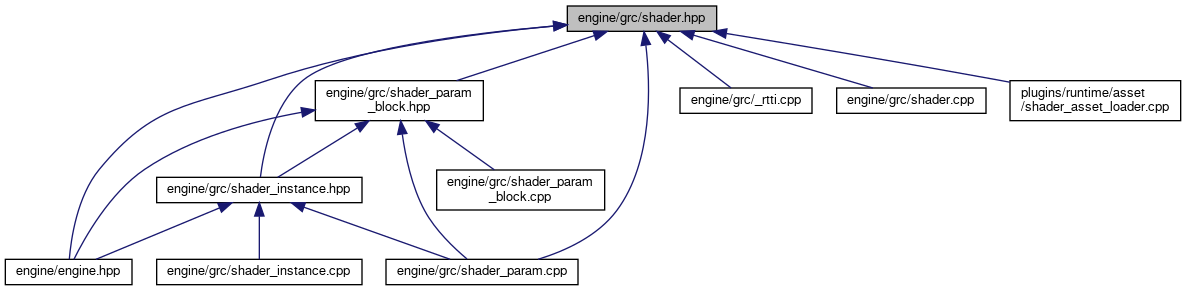 engine/grc/shader.hpp
engine/grc/shader_param
_block.hpp
engine/grc/_rtti.cpp
engine/grc/shader.cpp
plugins/runtime/asset
/shader_asset_loader.cpp
engine/grc/shader_instance.hpp
engine/grc/shader_param
_block.cpp
engine/engine.hpp
engine/grc/shader_instance.cpp
engine/grc/shader_param.cpp